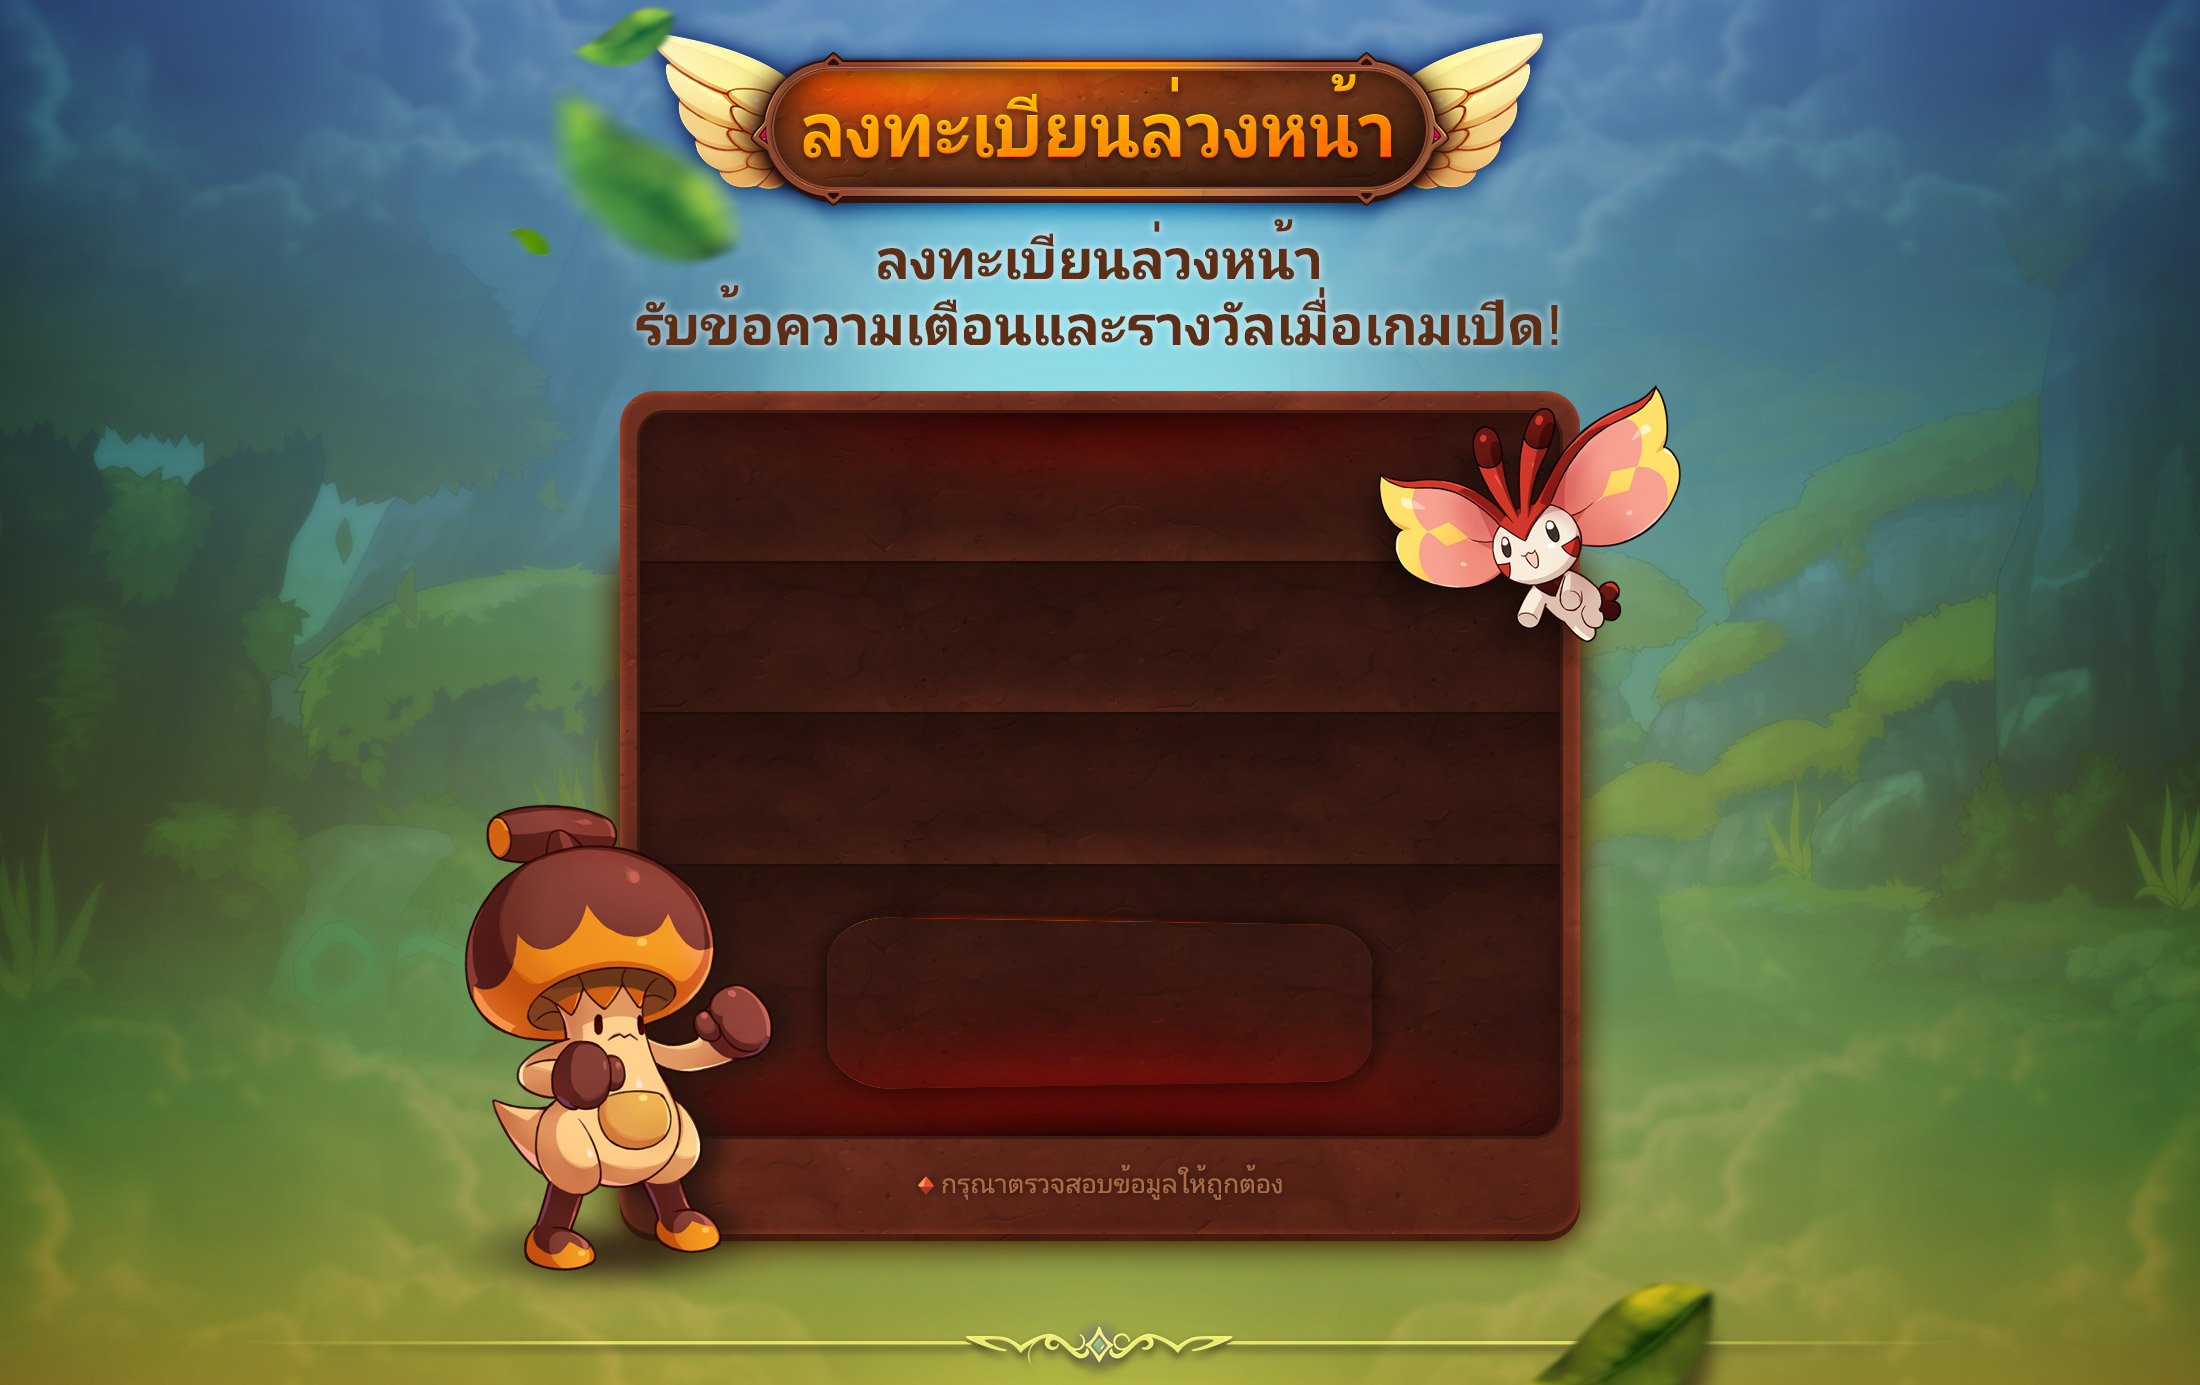 ลงทะเบียนล่วงหน้า
ลงทะเบียนล่วงหน้า
รับข้อความเตือนและรางวัลเมื่อเกมเปิด!
กรุณาตรวจสอบข้อมูลให้ถูกต้อง